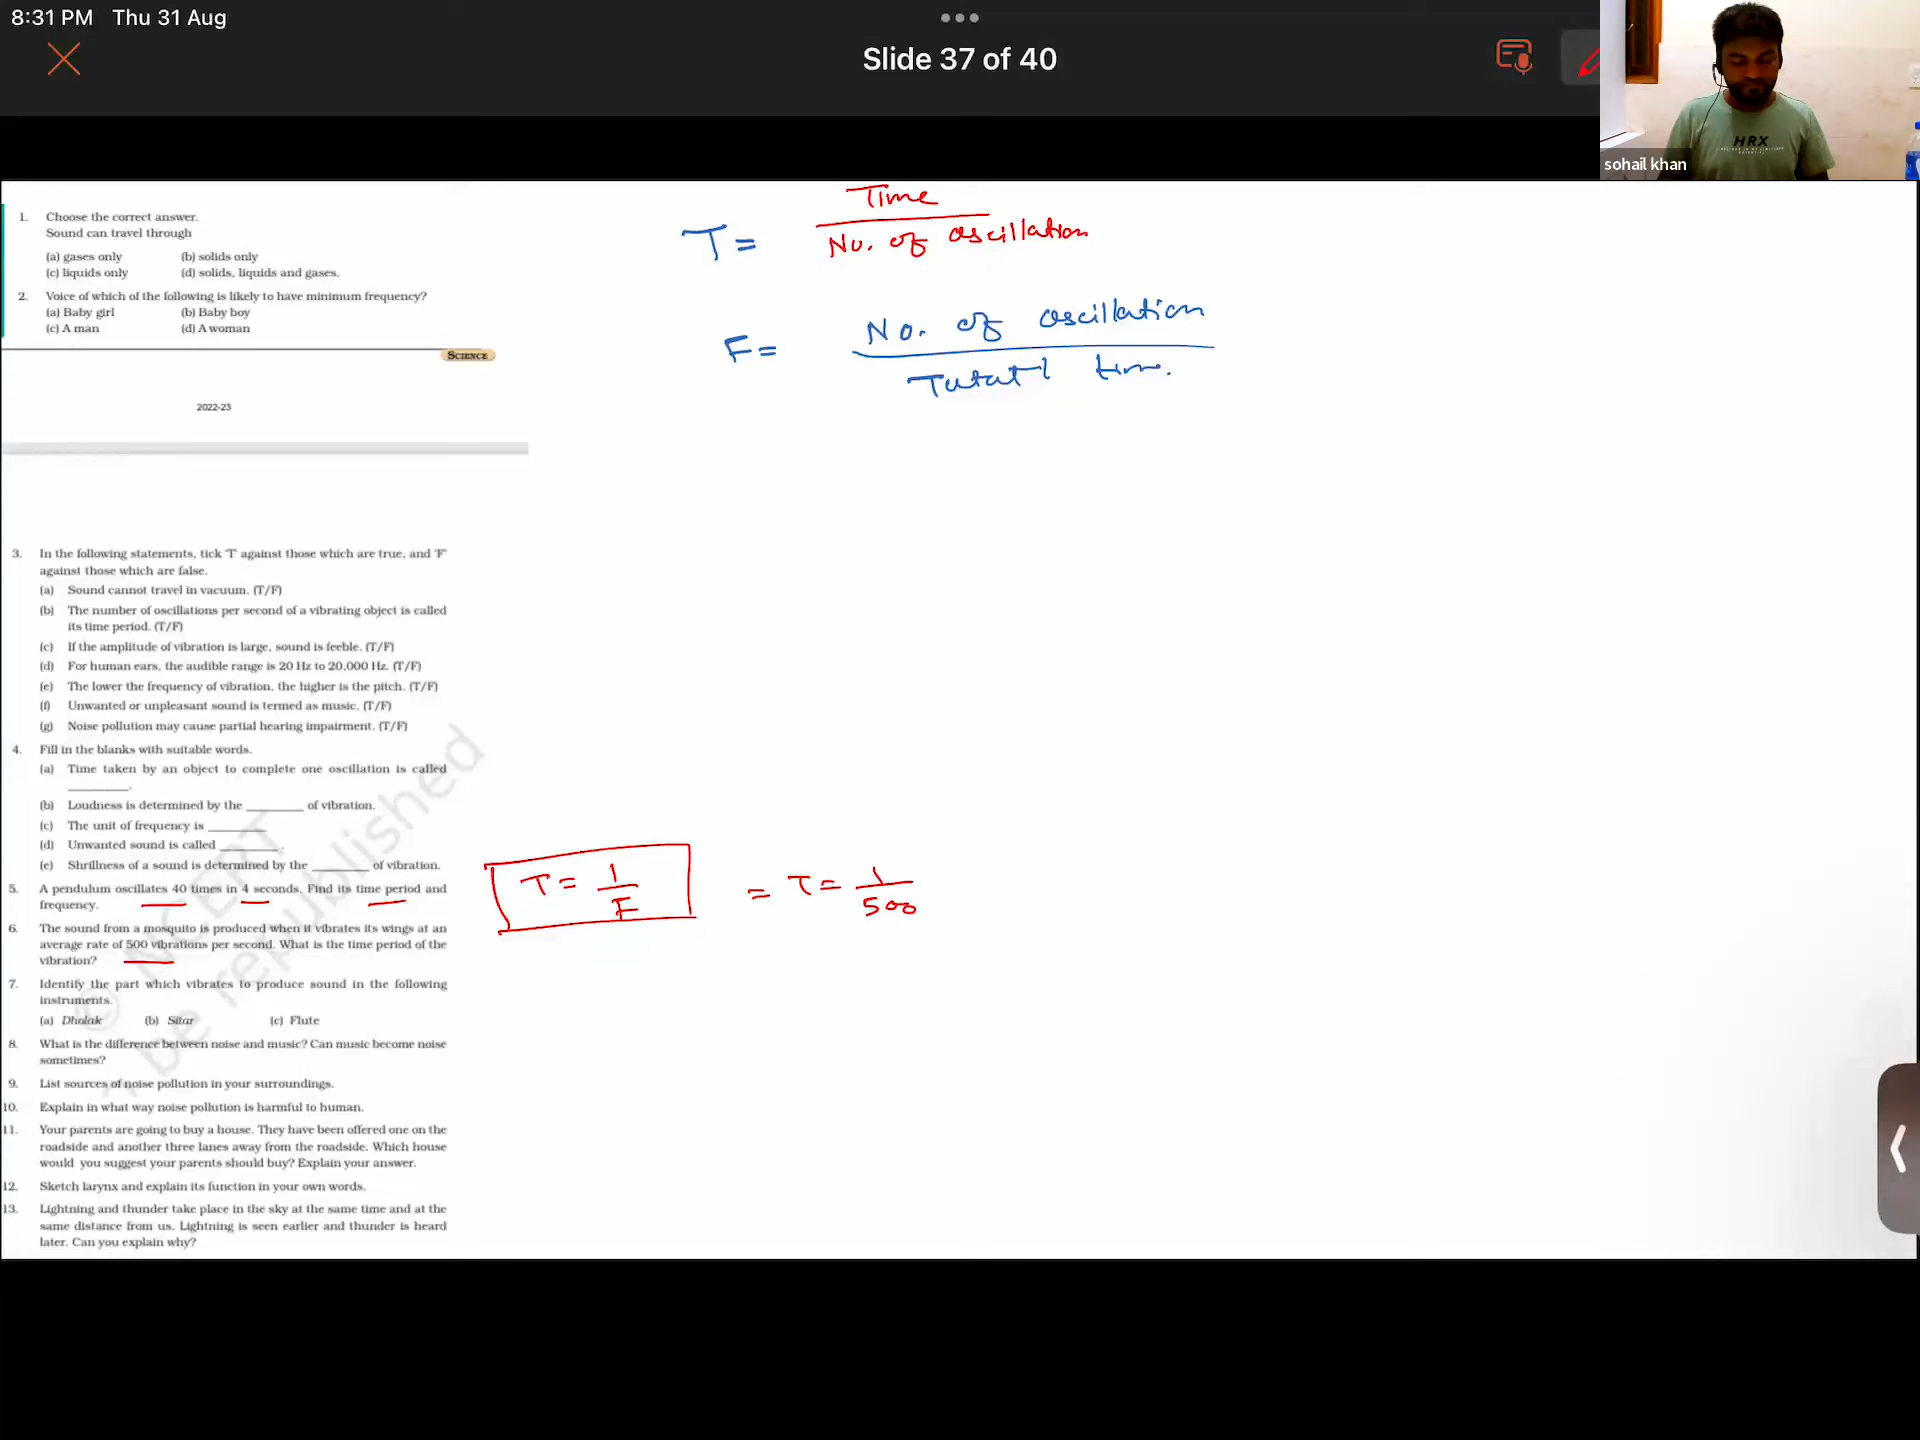 8:31 PM Thu 31 Aug
Slide 37 of 40
HRX
sohail khan
1. Choose the correct answer.
Sound can travel through
(a) gases only (b) solids only
(c) liquids only (d) solids, liquids and gases.
2. Voice of which of the following is likely to have minimum frequency?
(a) Baby girl (b) Baby boy
(c) A man (d) A woman
SCIENCE
2022-23
T = Time
No. of oscillation
F = No. of oscillation
Tutatl time.
3. In the following statements, tick 'T' against those which are true, and 'F'
against those which are false.
(a) Sound cannot travel in vacuum. (T/F)
(b) The number of oscillations per second of a vibrating object is called
its time period. (T/F)
(c) If the amplitude of vibration is large, sound is feeble. (T/F)
(d) For human ears, the audible range is 20 Hz to 20,000 Hz. (T/F)
(e) The lower the frequency of vibration, the higher is the pitch. (T/F)
(f) Unwanted or unpleasant sound is termed as music. (T/F)
(g) Noise pollution may cause partial hearing impairment. (T/F)
4. Fill in the blanks with suitable words.
(a) Time taken by an object to complete one oscillation is called
________.
(b) Loudness is determined by the ________ of vibration.
(c) The unit of frequency is ________
(d) Unwanted sound is called ________.
(e) Shrillness of a sound is determined by the ________ of vibration.
5. A pendulum oscillates 40 times in 4 seconds. Find its time period and
frequency.
T = 1/F = T = 1/500
6. The sound from a mosquito is produced when it vibrates its wings at an
average rate of 500 vibrations per second. What is the time period of the
vibration?
7. Identify the part which vibrates to produce sound in the following
instruments.
(a) Dholak (b) Sitar (c) Flute
8. What is the difference between noise and music? Can music become noise
sometimes?
9. List sources of noise pollution in your surroundings.
10. Explain in what way noise pollution is harmful to human.
11. Your parents are going to buy a house. They have been offered one on the
roadside and another three lanes away from the roadside. Which house
would you suggest your parents should buy? Explain your answer.
12. Sketch larynx and explain its function in your own words.
13. Lightning and thunder take place in the sky at the same time and at the
same distance from us. Lightning is seen earlier and thunder is heard
later. Can you explain why?
© NCERT
be republished